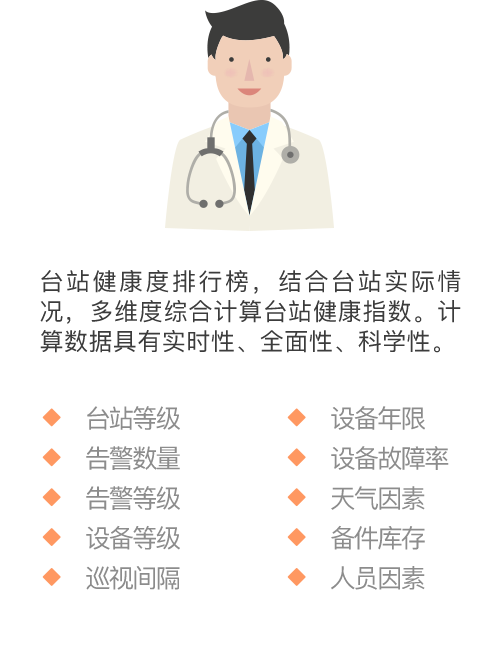 台站健康度排行榜，结合台站实际情
况，多维度综合计算台站健康指数。计
算数据具有实时性、全面性、科学性。
台站等级
设备年限
告警数量
设备故障率
告警等级
天气因素
设备等级
备件库存
巡视间隔
人员因素